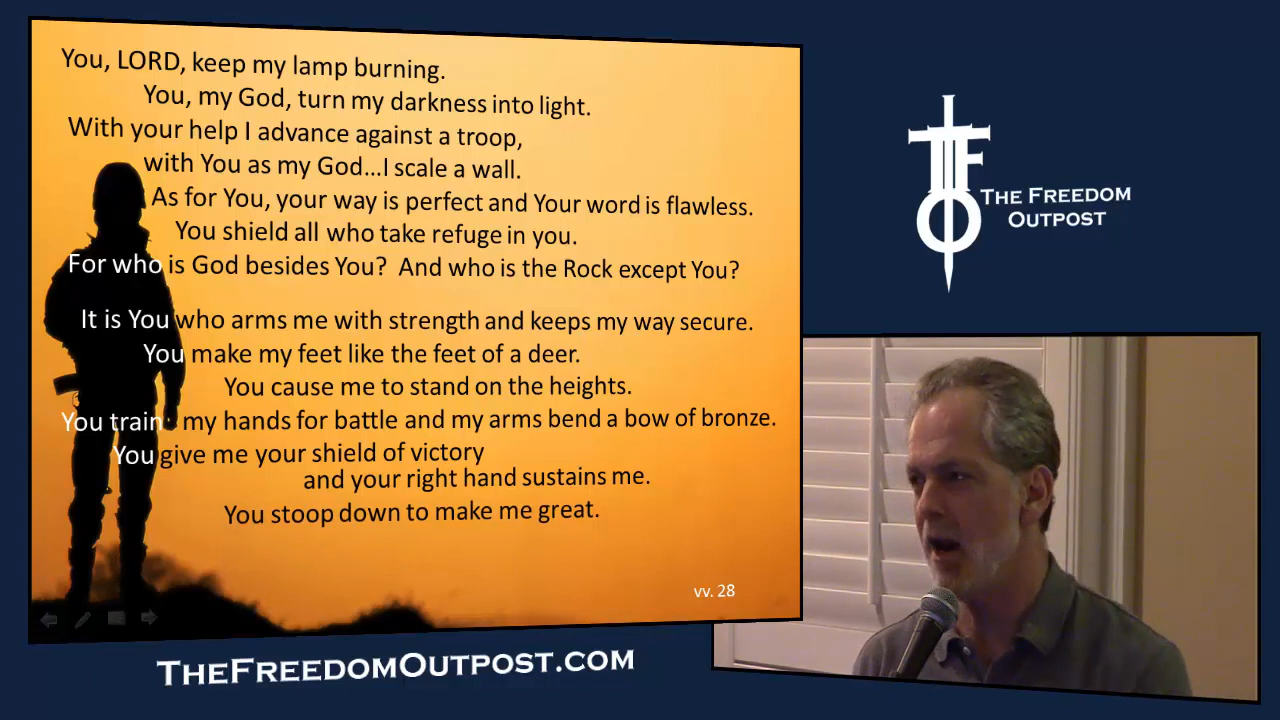 You, LORD, keep my lamp burning.
You, my God, turn my darkness into light.
With your help I advance against a troop,
with You as my God...I scale a wall.
As for You, your way is perfect and Your word is flawless.
You shield all who take refuge in you.
For who is God besides You? And who is the Rock except You?
It is You who arms me with strength and keeps my way secure.
You make my feet like the feet of a deer.
You cause me to stand on the heights.
You train my hands for battle and my arms bend a bow of bronze.
You give me your shield of victory
and your right hand sustains me.
You stoop down to make me great.
vv. 28
TF
O
THE FREEDOM
OUTPOST
THEFREEDOMOUTPOST.COM